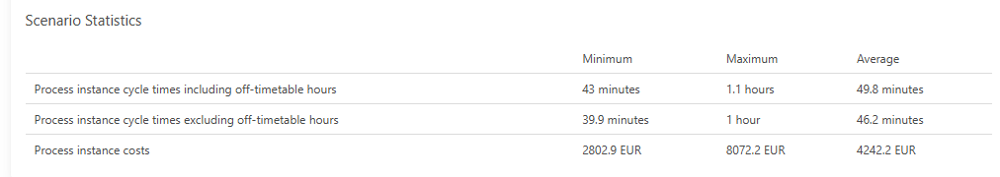 Scenario Statistics
Minimum Maximum Average
Process instance cycle times including off-timetable hours 43 minutes 1.1 hours 49.8 minutes
Process instance cycle times excluding off-timetable hours 39.9 minutes 1 hour 46.2 minutes
Process instance costs 2802.9 EUR 8072.2 EUR 4242.2 EUR